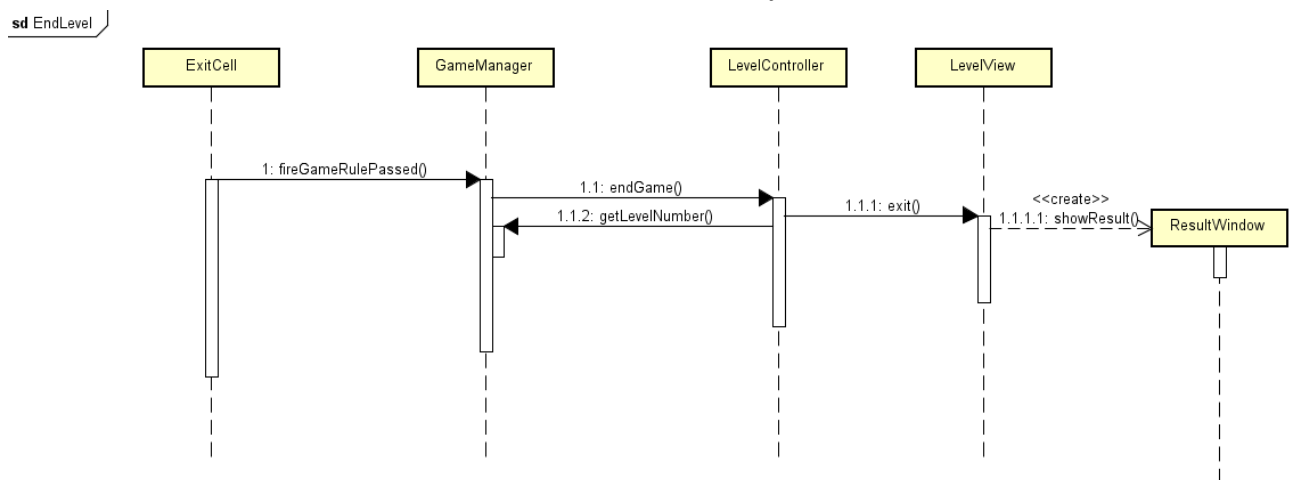 sd EndLevel
ExitCell
GameManager
LevelController
LevelView
1: fireGameRulePassed()
1.1: endGame()
1.1.1: exit()
<<create>>
1.1.2: getLevelNumber()
1.1.1.1: showResult()
ResultWindow